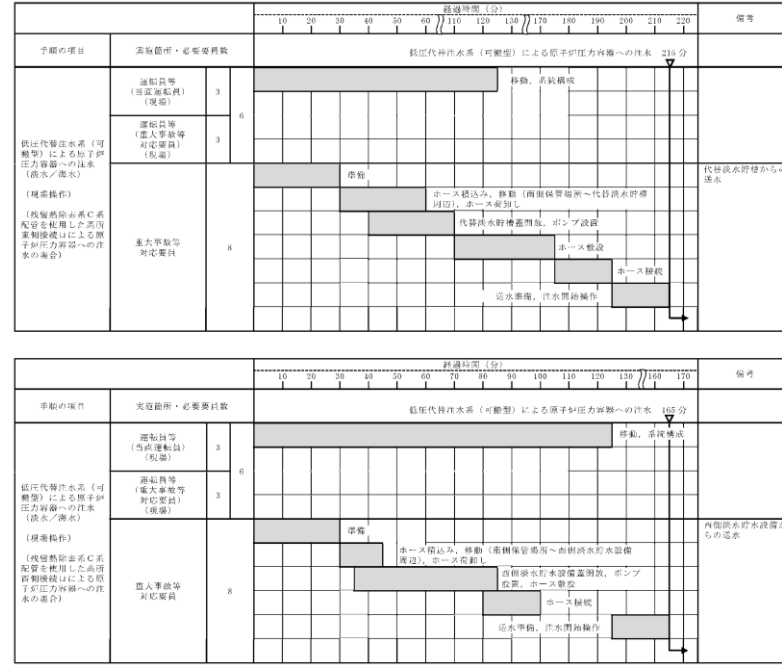 経過時間（分）
備考
10 20 30 40 50 60 110 120 130 140 170 180 190 200 210 220
手順の項目
実施箇所・必要要員数
低圧代替注水系（可搬型）による原子炉圧力容器への注水 215分
低圧代替注水系（可
搬型）による原子炉
圧力容器への注水
（淡水／海水）
（現場操作）
（残留熱除去系Ｃ系
配管を使用した高所
東側接続口による原
子炉圧力容器への注
水の場合）
運転員等
（当直運転員）
（現場）
3
運転員等
（重大事故等
対応要員）
（現場）
3
6
移動，系統構成
重大事故等
対応要員
8
準備
ホース積込み，移動（南側保管場所～代替淡水貯槽
周辺），ホース荷卸し
代替淡水貯槽蓋開放，ポンプ設置
ホース敷設
ホース接続
送水準備，注水開始操作
代替淡水貯槽からの
送水
経過時間（分）
備考
10 20 30 40 50 60 70 80 90 100 110 120 130 160 170
手順の項目
実施箇所・必要要員数
低圧代替注水系（可搬型）による原子炉圧力容器への注水 165分
低圧代替注水系（可
搬型）による原子炉
圧力容器への注水
（淡水／海水）
（現場操作）
（残留熱除去系Ｃ系
配管を使用した高所
西側接続口による原
子炉圧力容器への注
水の場合）
運転員等
（当直運転員）
（現場）
3
運転員等
（重大事故等
対応要員）
（現場）
3
6
移動，系統構成
重大事故等
対応要員
8
準備
ホース積込み，移動（南側保管場所～西側淡水貯水設備
周辺），ホース荷卸し
西側淡水貯水設備蓋開放，ポンプ
設置，ホース敷設
ホース接続
送水準備，注水開始操作
西側淡水貯水設備か
らの送水